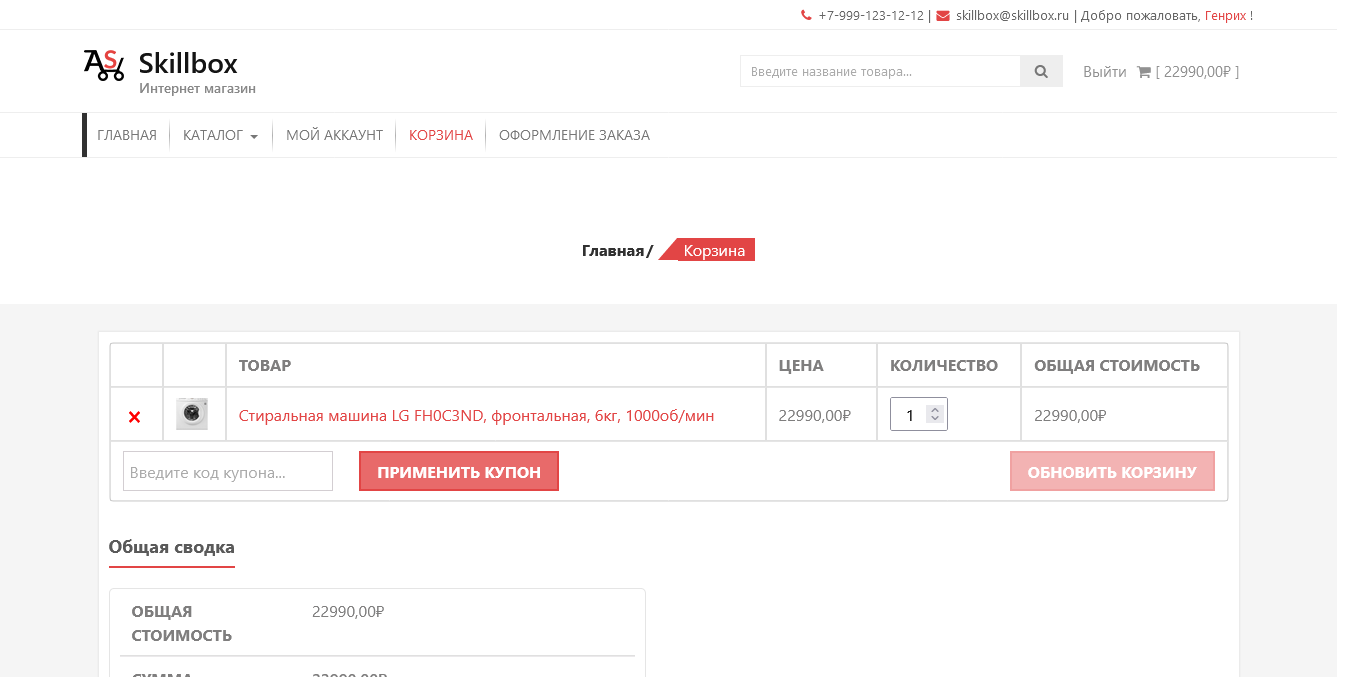 +7-999-123-12-12 | skillbox@skillbox.ru | Добро пожаловать, Генрих !
Skillbox
Интернет магазин
Введите название товара...
Выйти [ 22990,00₽ ]
ГЛАВНАЯ КАТАЛОГ МОЙ АККАУНТ КОРЗИНА ОФОРМЛЕНИЕ ЗАКАЗА
Главная/ Корзина
ТОВАР ЦЕНА КОЛИЧЕСТВО ОБЩАЯ СТОИМОСТЬ
Стиральная машина LG FH0C3ND, фронтальная, 6кг, 1000об/мин 22990,00₽ 1 22990,00₽
Введите код купона... ПРИМЕНИТЬ КУПОН ОБНОВИТЬ КОРЗИНУ
Общая сводка
ОБЩАЯ СТОИМОСТЬ 22990,00₽
СУММА 22990,00₽